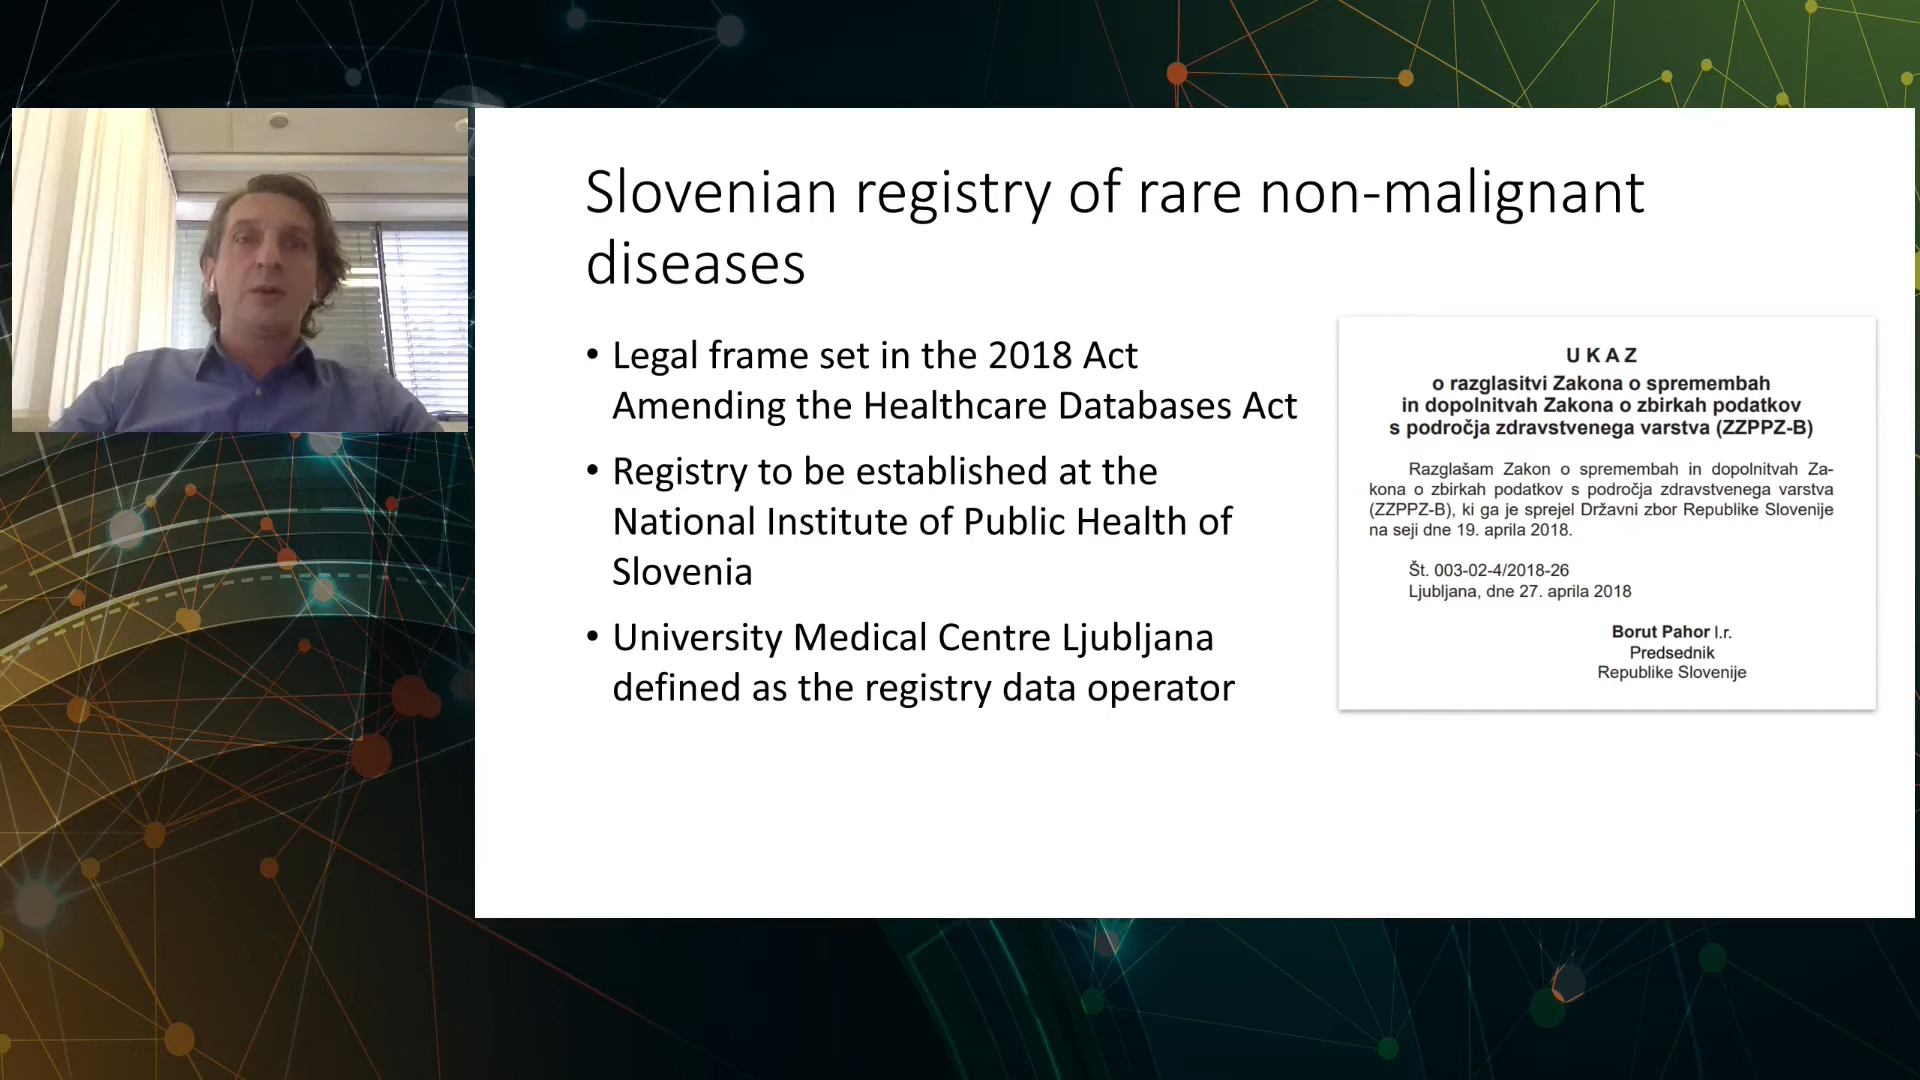 Slovenian registry of rare non-malignant
diseases
• Legal frame set in the 2018 Act
Amending the Healthcare Databases Act
• Registry to be established at the
National Institute of Public Health of
Slovenia
• University Medical Centre Ljubljana
defined as the registry data operator
U K A Z
o razglasitvi Zakona o spremembah
in dopolnitvah Zakona o zbirkah podatkov
s področja zdravstvenega varstva (ZZPPZ-B)
Razglašam Zakon o spremembah in dopolnitvah Za-
kona o zbirkah podatkov s področja zdravstvenega varstva
(ZZPPZ-B), ki ga je sprejel Državni zbor Republike Slovenije
na seji dne 19. aprila 2018.
Št. 003-02-4/2018-26
Ljubljana, dne 27. aprila 2018
Borut Pahor l.r.
Predsednik
Republike Slovenije